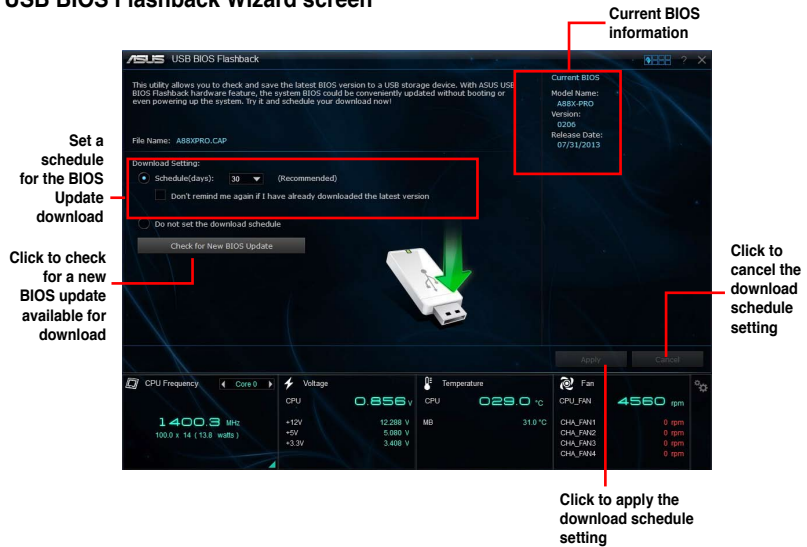 USB BIOS Flashback Wizard screen
Current BIOS
information
ASUS USB BIOS Flashback
? ×
This utility allows you to check and save the latest BIOS version to a USB storage device. With ASUS USB
BIOS Flashback hardware feature, the system BIOS could be conveniently updated without booting or
even powering up the system. Try it and schedule your download now!
File Name: A88XPRO.CAP
Current BIOS
Model Name:
A88X-PRO
Version:
0206
Release Date:
07/31/2013
Set a
schedule
for the BIOS
Update
download
Download Setting:
Schedule(days): 30 (Recommended)
Don't remind me again if I have already downloaded the latest version
Do not set the download schedule
Check for New BIOS Update
Click to check
for a new
BIOS update
available for
download
Click to
cancel the
download
schedule
setting
Apply Cancel
CPU Frequency Core 0
1400.3 MHz
100.0 x 14 (13.8 watts)
Voltage
CPU 0.856 V
+12V 12.288 V
+5V 5.080 V
+3.3V 3.408 V
Temperature
CPU 029.0 °C
MB 31.0 °C
Fan
CPU_FAN 4560 rpm
CHA_FAN1 0 rpm
CHA_FAN2 0 rpm
CHA_FAN3 0 rpm
CHA_FAN4 0 rpm
Click to apply the
download schedule
setting